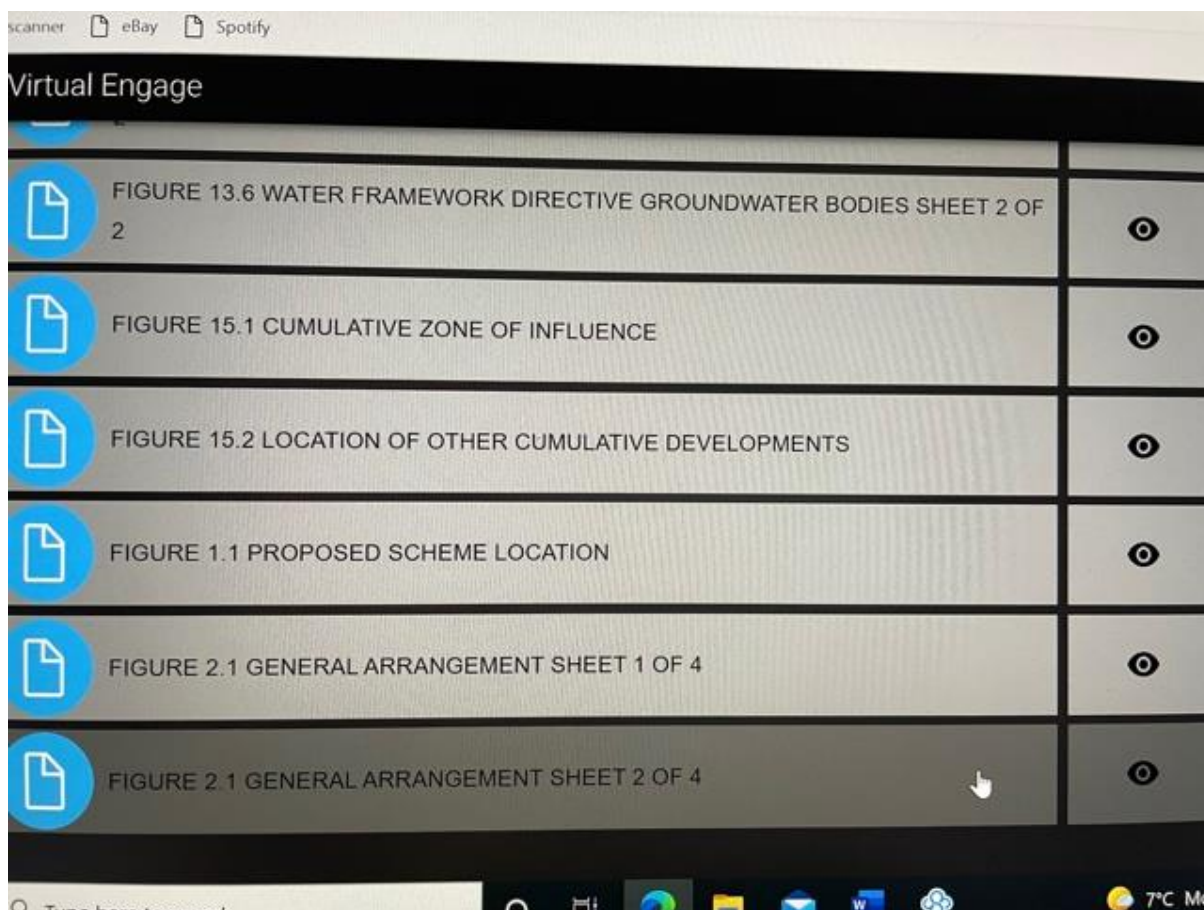 scanner eBay Spotify
Virtual Engage
FIGURE 13.6 WATER FRAMEWORK DIRECTIVE GROUNDWATER BODIES SHEET 2 OF
2
FIGURE 15.1 CUMULATIVE ZONE OF INFLUENCE
FIGURE 15.2 LOCATION OF OTHER CUMULATIVE DEVELOPMENTS
FIGURE 1.1 PROPOSED SCHEME LOCATION
FIGURE 2.1 GENERAL ARRANGEMENT SHEET 1 OF 4
FIGURE 2.1 GENERAL ARRANGEMENT SHEET 2 OF 4
W 7°C